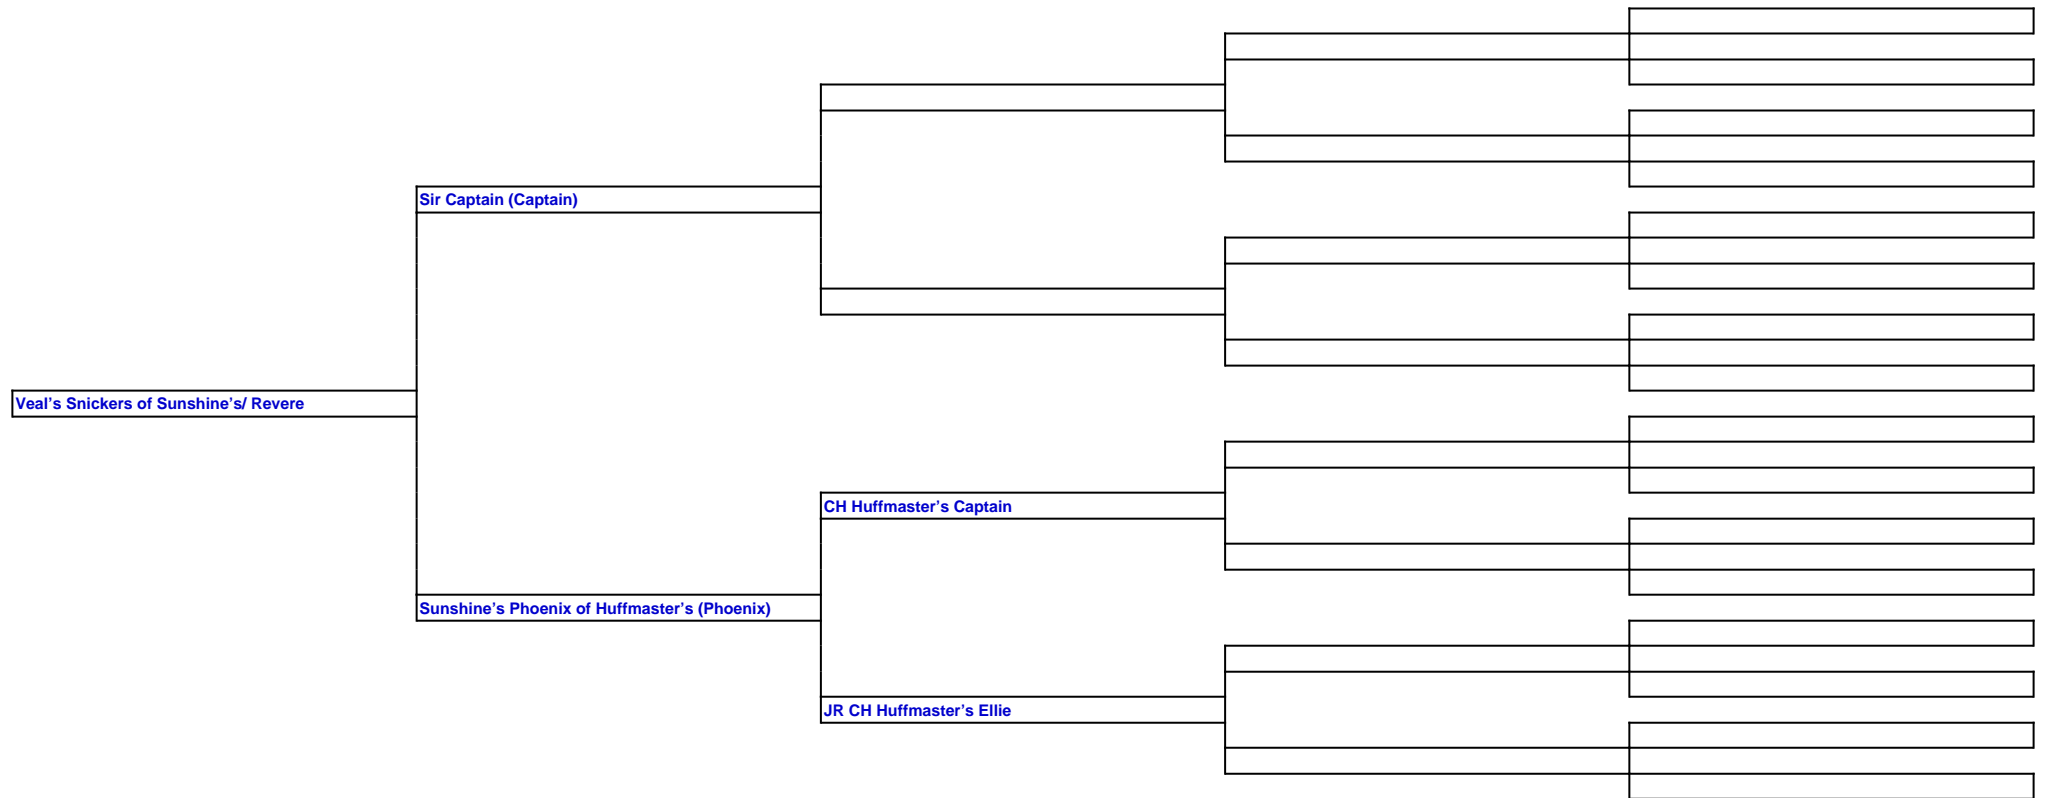 Sir Captain (Captain)
Veal’s Snickers of Sunshine’s/ Revere
CH Huffmaster’s Captain
Sunshine’s Phoenix of Huffmaster’s (Phoenix)
JR CH Huffmaster’s Ellie